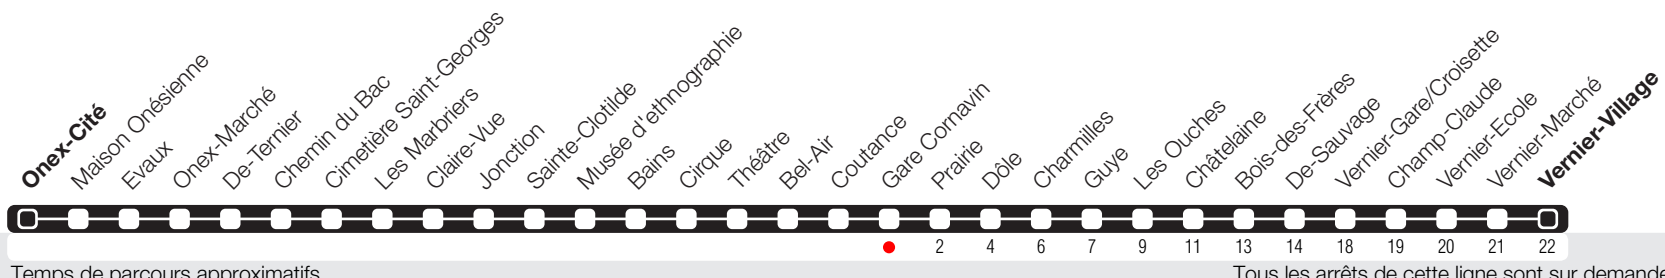 Onex-Cité
Maison Onésienne
Evaux
Onex-Marché
De-Ternier
Chemin du Bac
Cimetière Saint-Georges
Les Marbriers
Claire-Vue
Jonction
Sainte-Clotilde
Musée d'ethnographie
Bains
Cirque
Théâtre
Bel-Air
Coutance
Gare Cornavin
Prairie
Dôle
Charmilles
Guye
Les Ouches
Châtelaine
Bois-des-Frères
De-Sauvage
Vernier-Gare/Croisette
Champ-Claude
Vernier-Ecole
Vernier-Marché
Vernier-Village
2 4 6 7 9 11 13 14 18 19 20 21 22
Temps de parcours approximatifs
Tous les arrêts de cette ligne sont sur demande